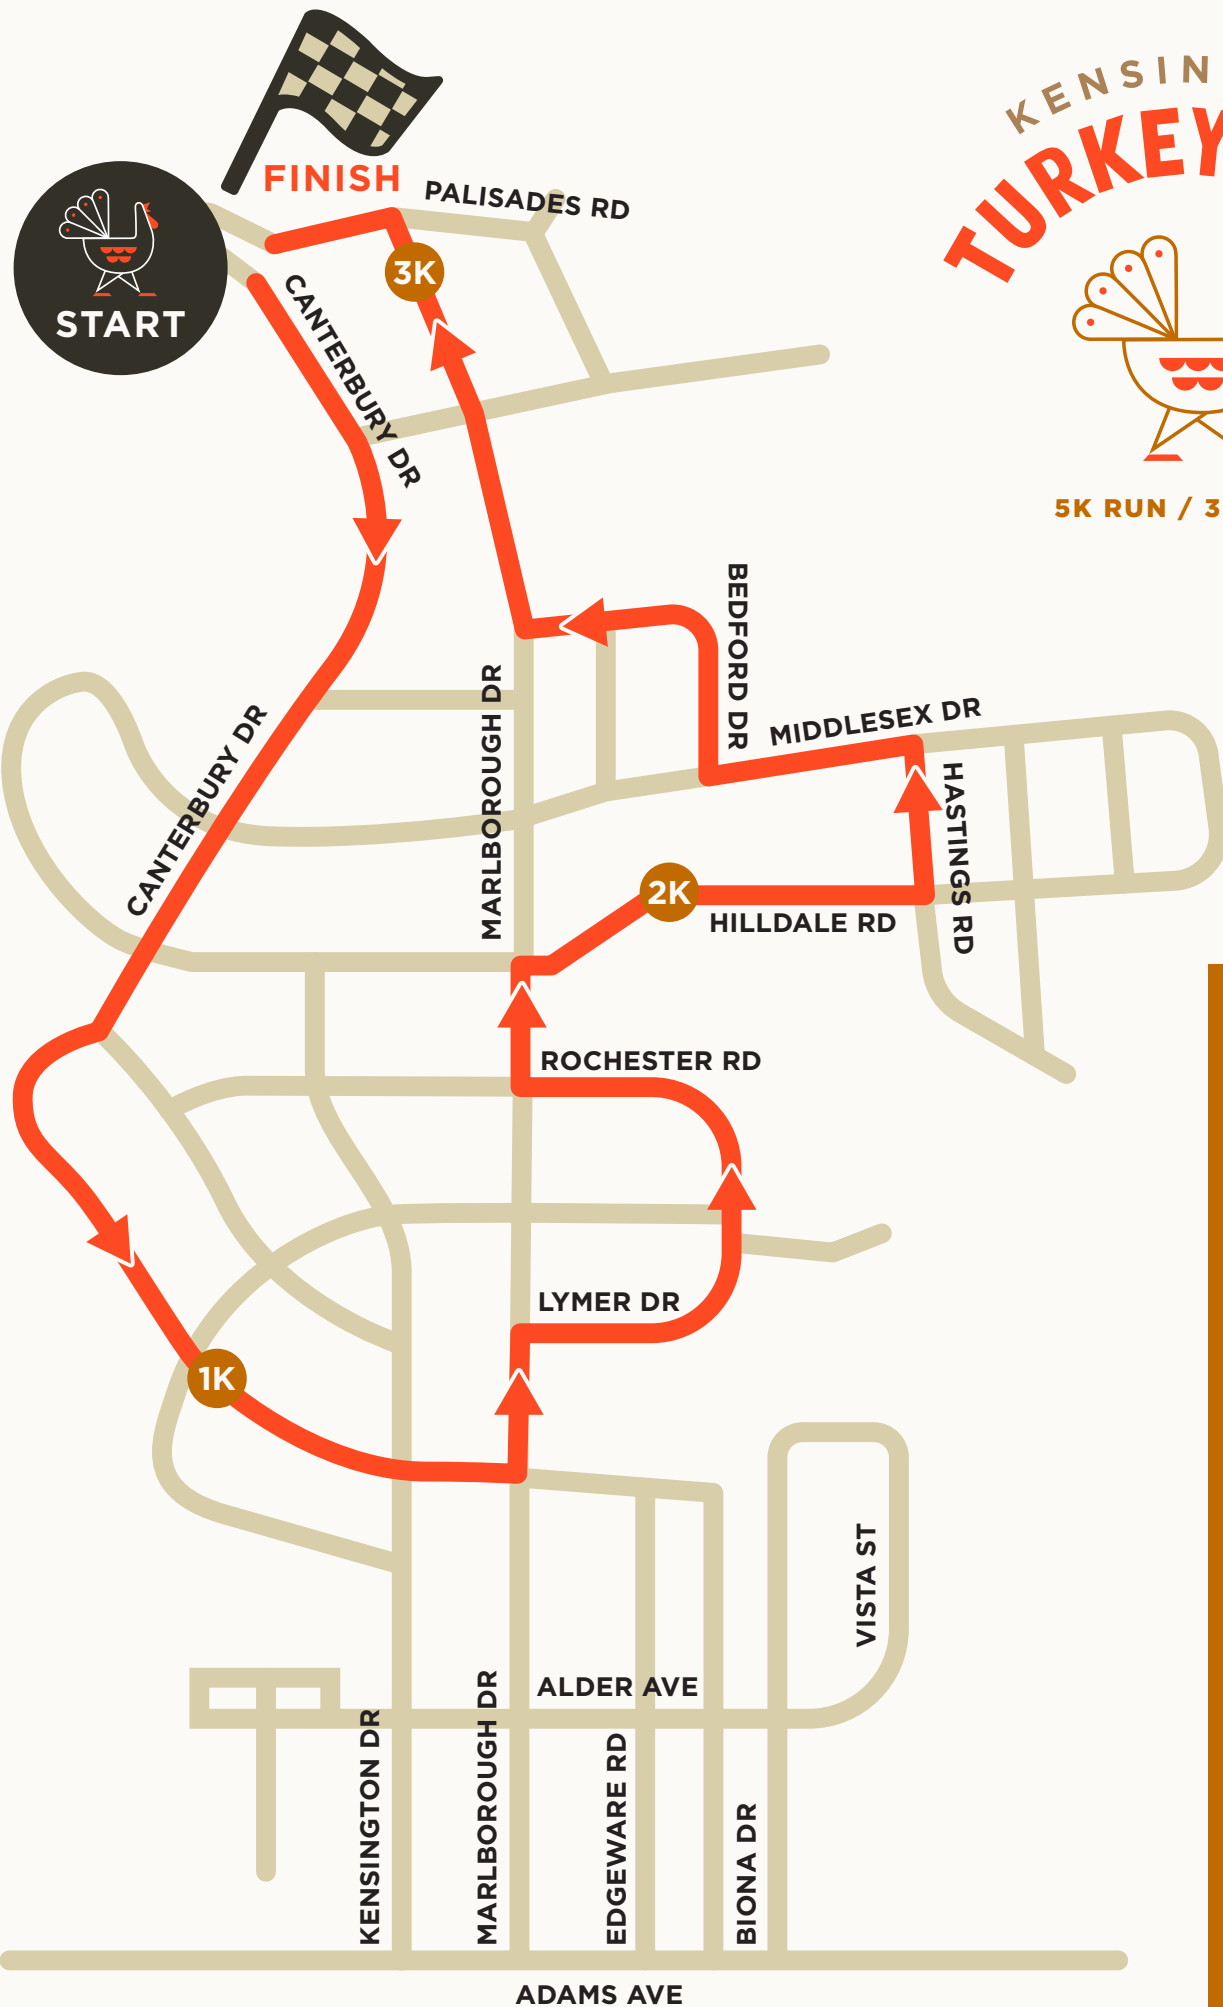 KENSIN
TURKEY
FINISH
PALISADES RD
START
CANTERBURY DR
3K
5K RUN / 3
BEDFORD DR
MARLBOROUGH DR
MIDDLESEX DR
CANTERBURY DR
HASTINGS RD
2K
HILLDALE RD
ROCHESTER RD
LYMER DR
1K
VISTA ST
ALDER AVE
KENSINGTON DR
MARLBOROUGH DR
EDGEWARE RD
BIONA DR
ADAMS AVE